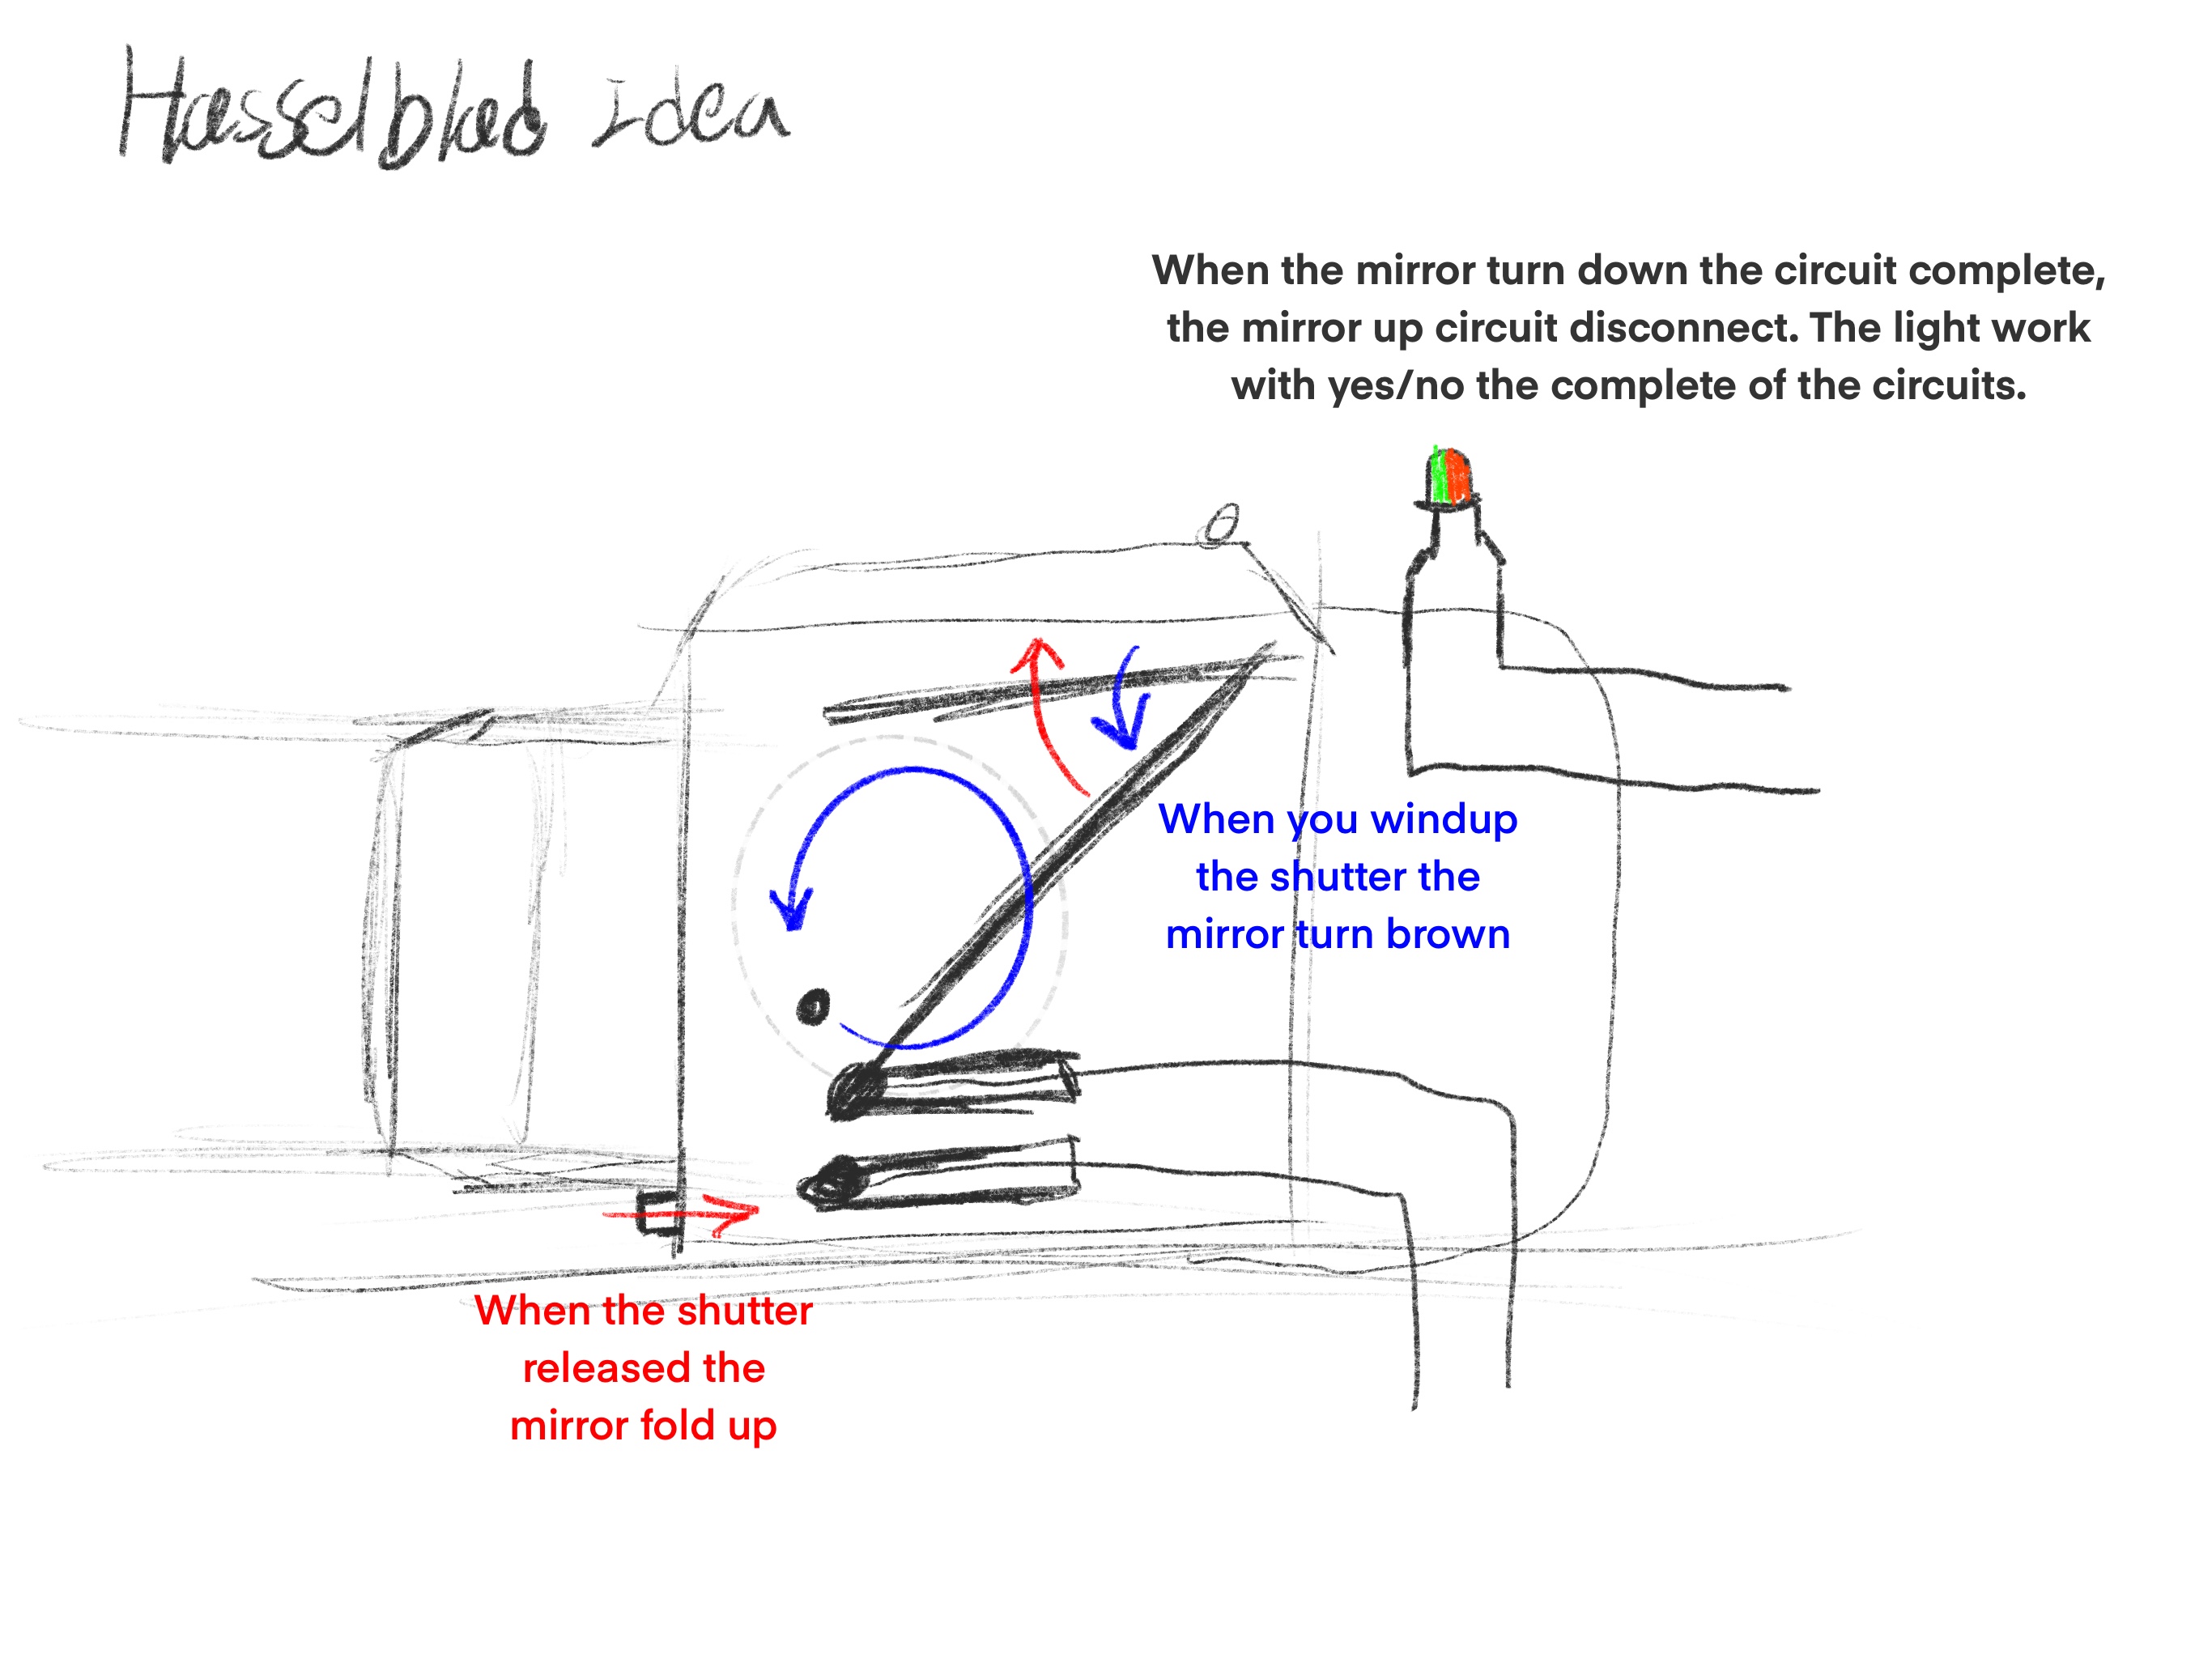 Hasselblad Idea
When the mirror turn down the circuit complete,
the mirror up circuit disconnect. The light work
with yes/no the complete of the circuits.
When you windup
the shutter the
mirror turn brown
When the shutter
released the
mirror fold up